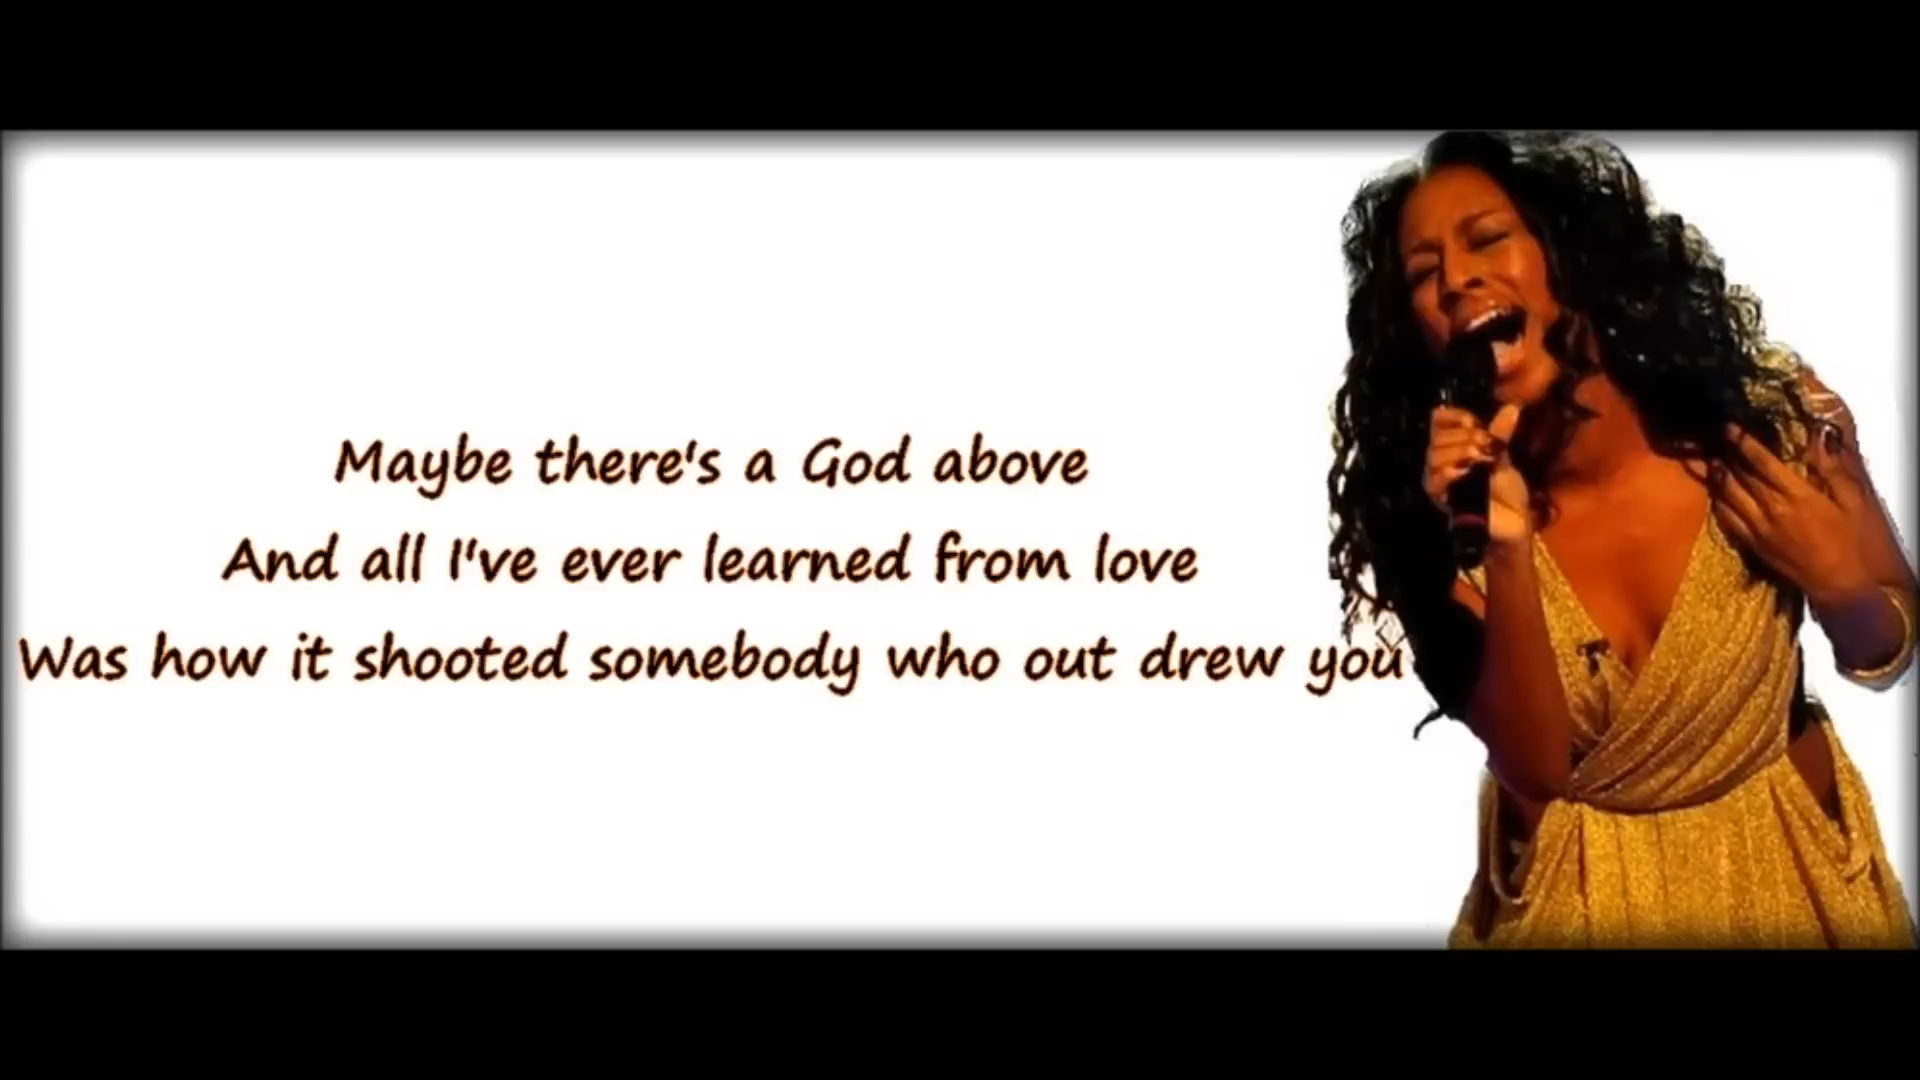 Maybe there's a God above
And all I've ever learned from love
Was how it shooted somebody who out drew you